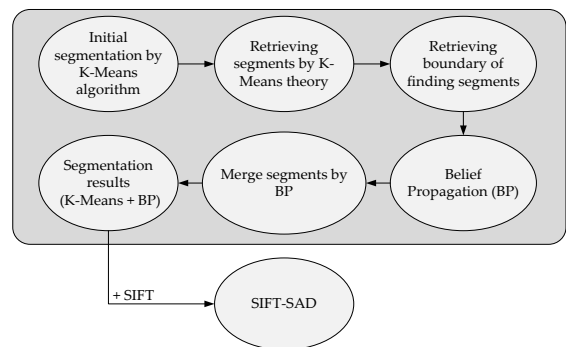 Initial
segmentation by
K-Means
algorithm
Retrieving
segments by K-
Means theory
Retrieving
boundary of
finding segments
Segmentation
results
(K-Means + BP)
Merge segments by
BP
Belief
Propagation (BP)
+ SIFT
SIFT-SAD